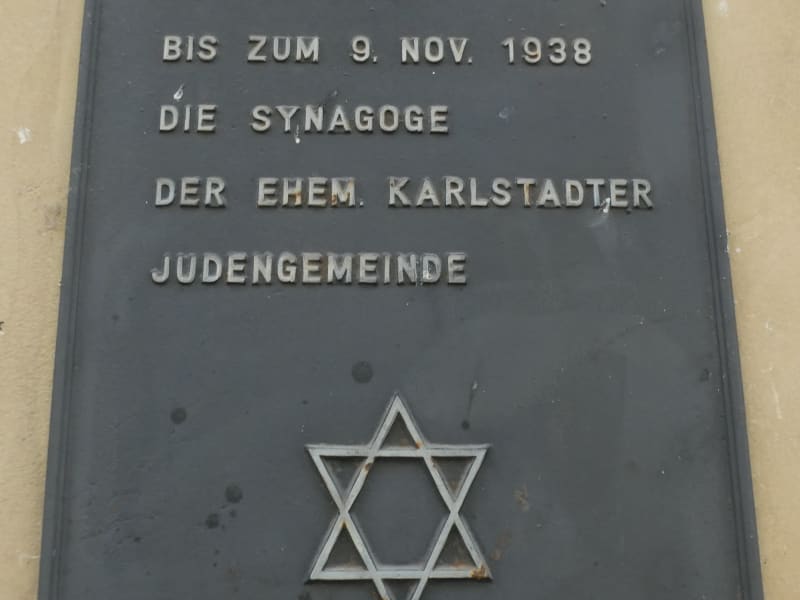 BIS ZUM 9. NOV. 1938
DIE SYNAGOGE
DER EHEM. KARLSTADTER
JUDENGEMEINDE